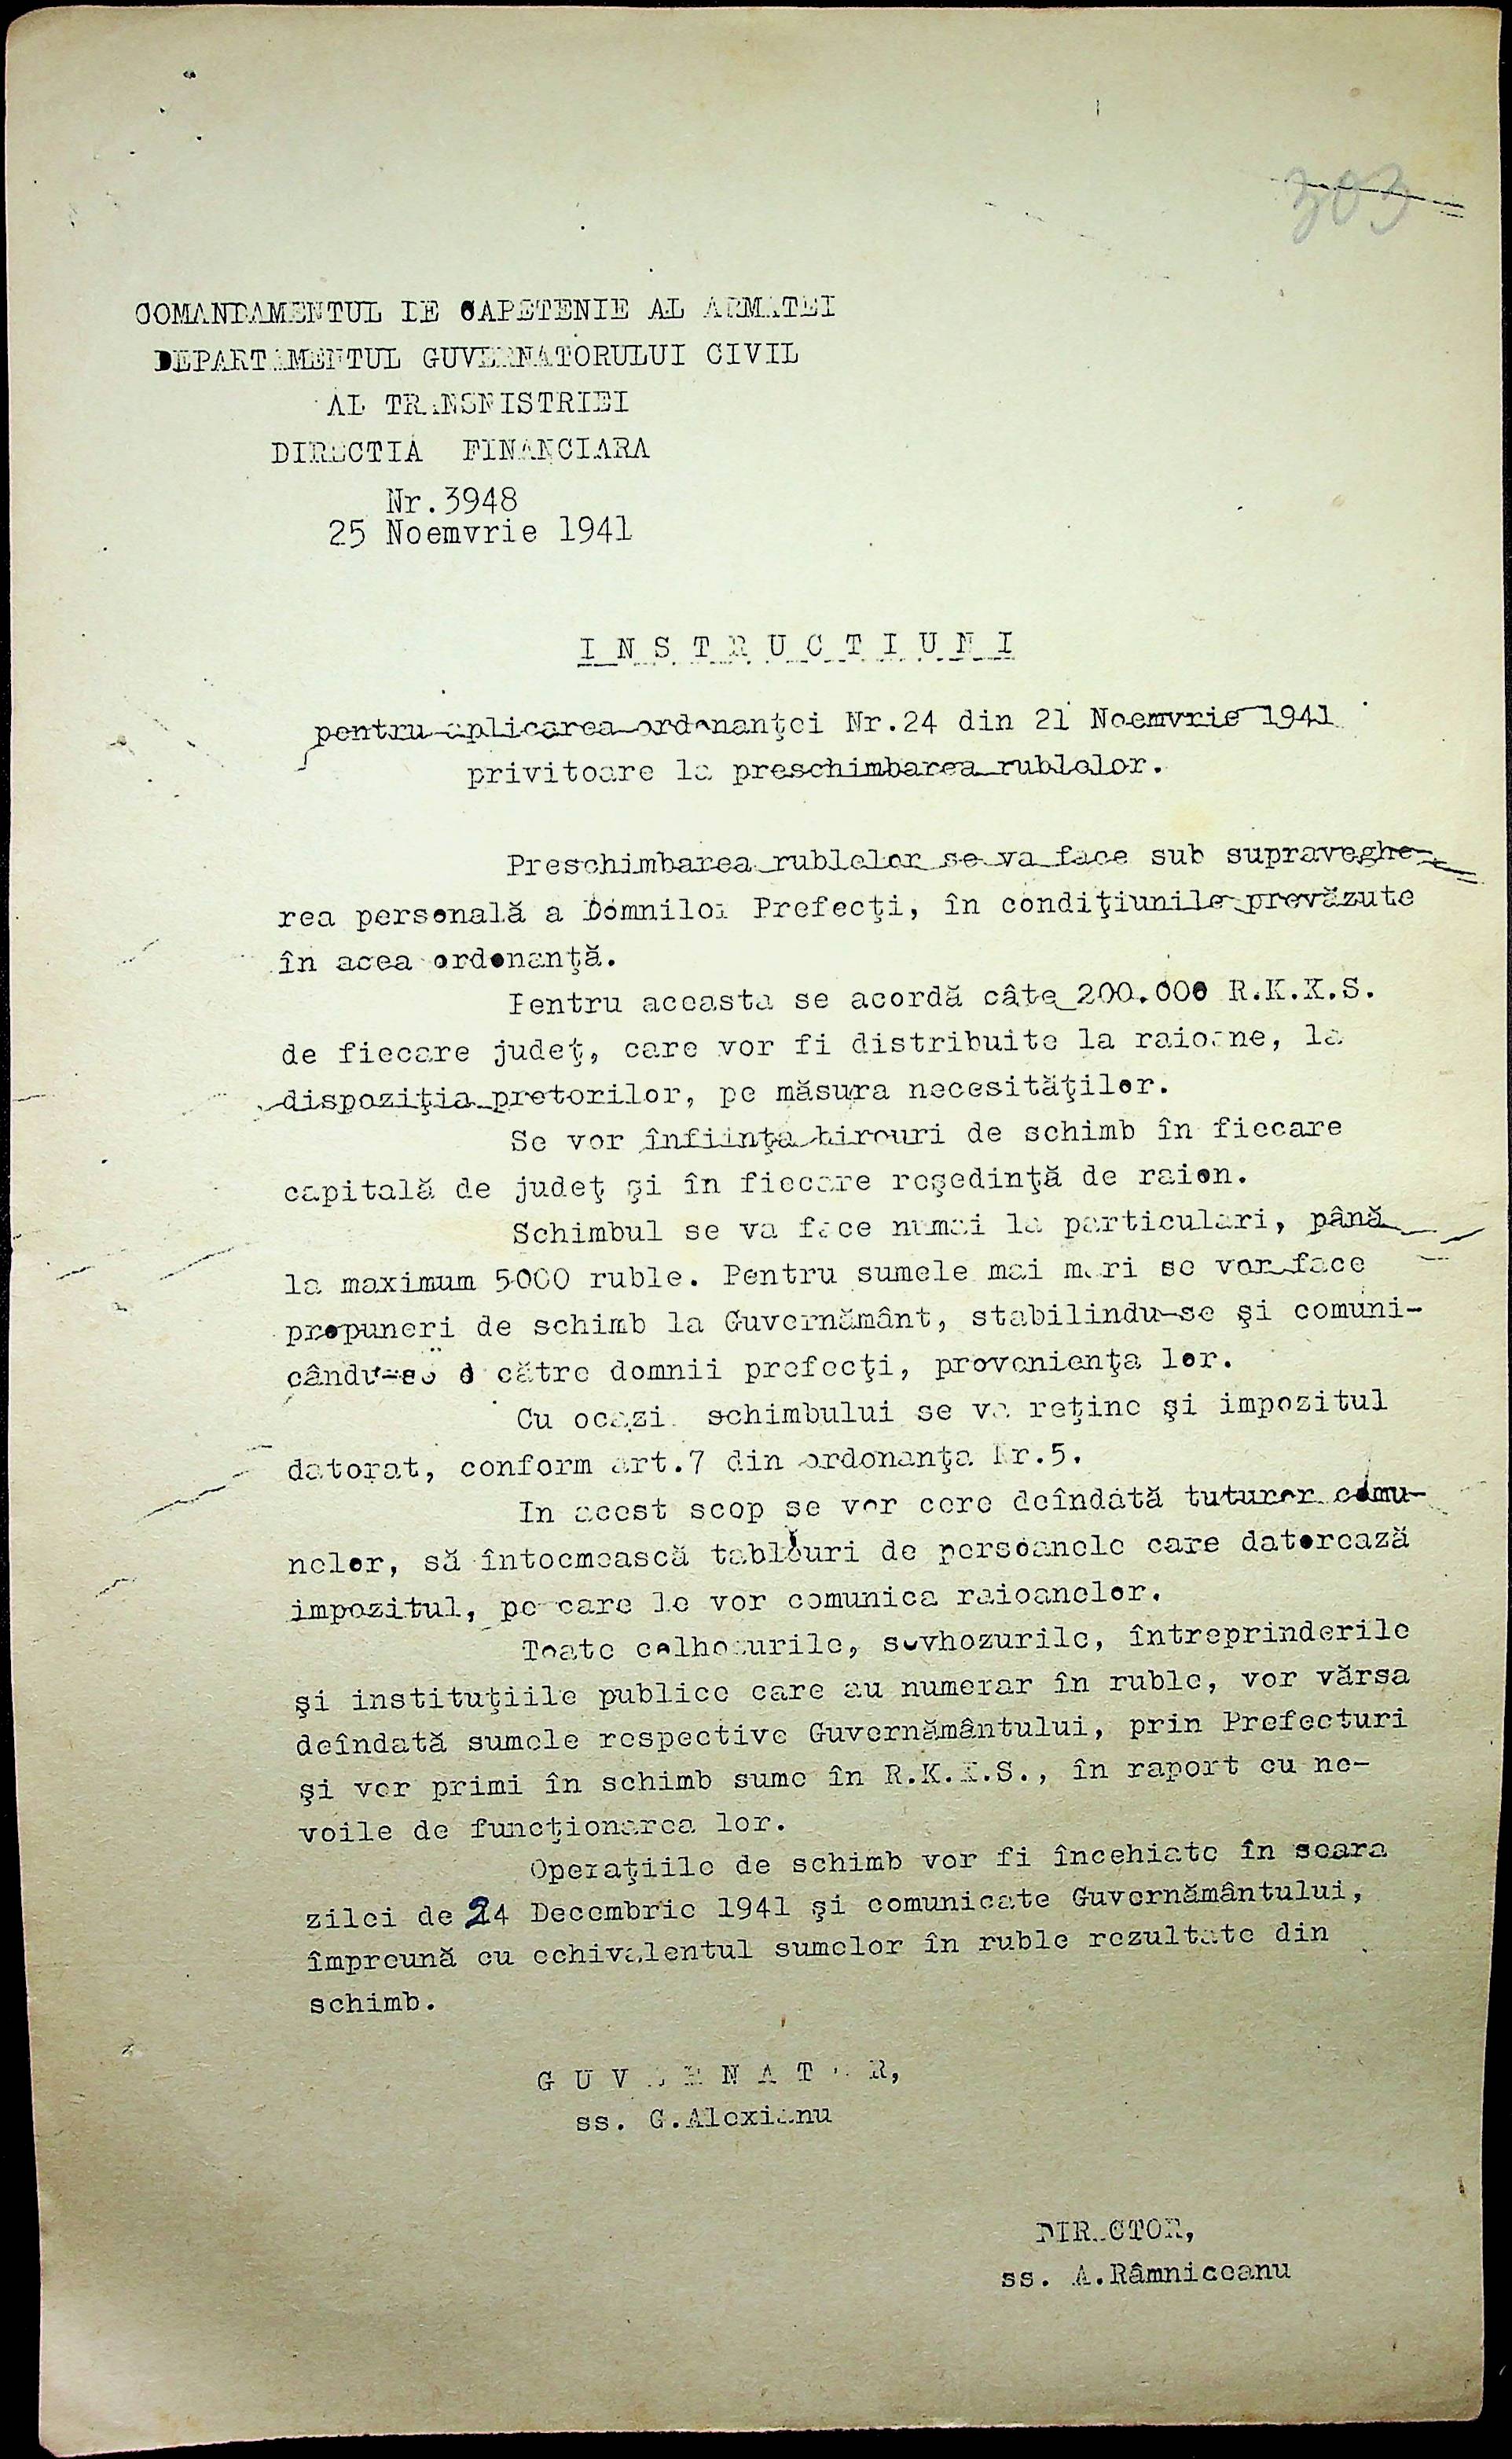 303
COMANDAMENTUL DE CAPETENIE AL ARMATEI
DEPARTAMENTUL GUVERNATORULUI CIVIL
AL TRANSNISTRIEI
DIRECTIA FINANCIARA
Nr.3948
25 Noemvrie 1941
INSTRUCTIUNI
pentru aplicarea ordonanţei Nr.24 din 21 Noemvrie 1941
privitoare la preschimbarea rublelor.
Preschimbarea rublelor se va face sub supraveghe-
rea personală a Domnilor Prefecţi, în condiţiunile prevăzute
în acea ordonanţă.
Pentru aceasta se acordă câte 200.000 R.K.K.S.
de fiecare judeţ, care vor fi distribuite la raioane, la
dispoziţia pretorilor, pe măsura necesităţilor.
Se vor înfiinţa birouri de schimb în fiecare
capitală de judeţ şi în fiecare reşedinţă de raion.
Schimbul se va face numai la particulari, până
la maximum 5000 ruble. Pentru sumele mai mari se vor face
propuneri de schimb la Guvernământ, stabilindu-se şi comuni-
cându-se d către domnii prefecţi, provenienţa lor.
Cu ocazi schimbului se va reţine şi impozitul
datorat, conform art.7 din ordonanţa Nr.5.
In acest scop se vor cere deîndată tuturor comu-
nelor, să întocmească tablouri de persoanele care datorează
impozitul, pe care le vor comunica raioanelor.
Toate colhozurile, sovhozurile, întreprinderile
şi instituţiile publice care au numerar în ruble, vor vărsa
deîndată sumele respective Guvernământului, prin Prefecturi
şi vor primi în schimb sume în R.K.K.S., în raport cu ne-
voile de funcţionarea lor.
Operaţiile de schimb vor fi încehiate în seara
zilei de 24 Decembrie 1941 şi comunicate Guvernământului,
împreună cu echivalentul sumelor în ruble rezultate din
schimb.
GUVERNATOR,
ss. G.Alexianu
DIRECTOR,
ss. A.Râmniceanu